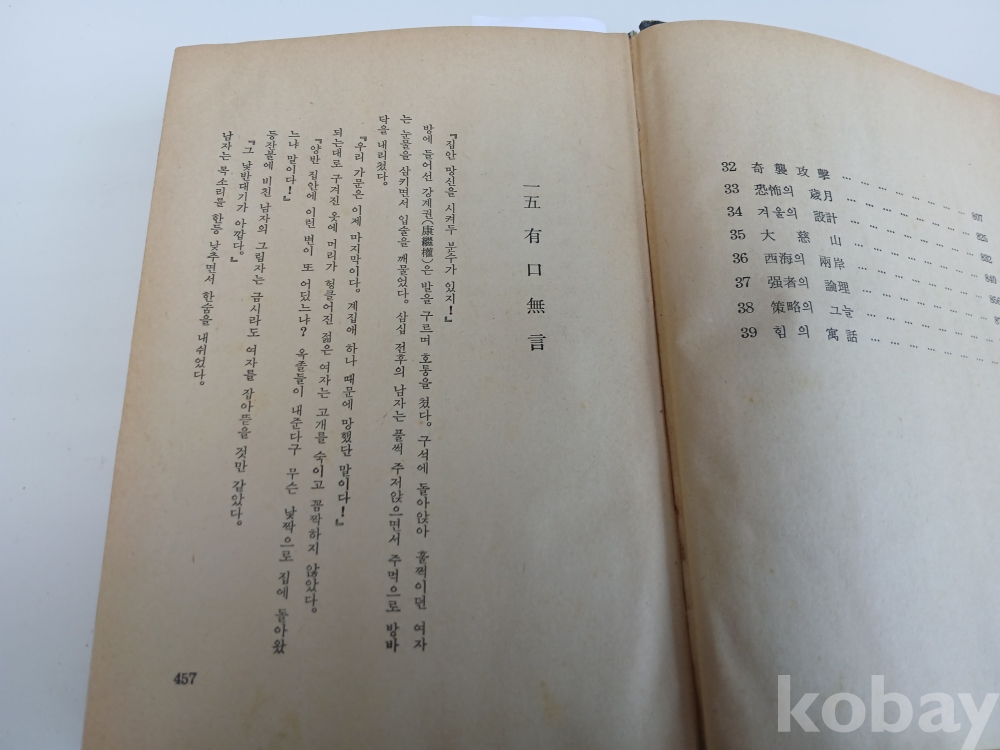 一五 有口無言
『집안 망신을 시켜두 분수가 있지!』
방에 들어선 강계권(康繼權)은 발을 구르며 호통을 쳤다. 구석에 돌아앉아 훌쩍이던 여자
는 눈물을 삼키면서 입술을 깨물었다. 삼십 전후의 남자는 풀썩 주저앉으면서 주먹으로 방바
닥을 내리쳤다.
『우리 가문은 이제 마지막이다. 계집애 하나 때문에 망했단 말이다!』
되는대로 구겨진 옷에 머리가 헝클어진 젊은 여자는 고개를 숙이고 꼼짝하지 않았다.
『양반 집안에 이런 변이 또 어딨느냐? 옥졸들이 내준다구 무슨 낯짝으로 집에 돌아왔
느냐 말이다!』
등잔불에 비친 남자의 그림자는 금시라도 여자를 잡아뜯을 것만 같았다.
『그 낯반대기가 아깝다.』
남자는 목소리를 한등 낮추면서 한숨을 내쉬었다.
457
32 奇襲攻擊 … … … … … 807
33 恐怖의 歲月 … … … … … 825
34 겨울의 設計 … … … … … 832
35 大慈山 … … … … … 840
36 西海의 兩岸 … … … … …
37 强者의 論理 … … … … …
38 策略의 그늘 … … … … …
39 힘의 寓話 … … … … …
kobay